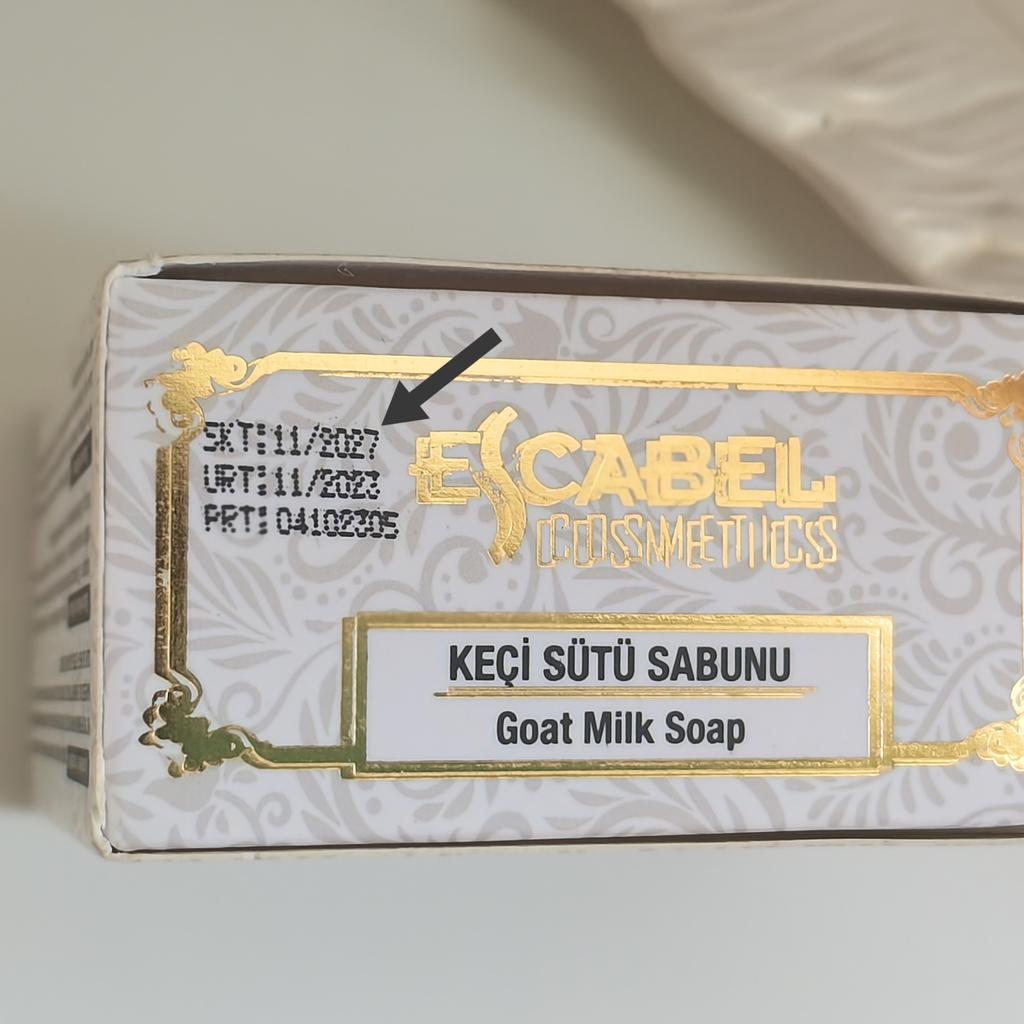 SKT:11/2027
URT:11/2023
PRT:04102305
ESCABEL
COSMETICS
KEÇİ SÜTÜ SABUNU
Goat Milk Soap